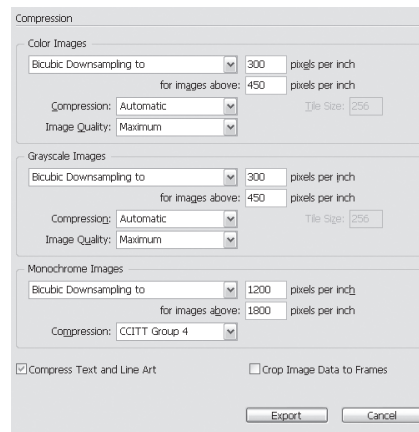 Compression
Color Images
Bicubic Downsampling to 300 pixels per inch
for images above: 450 pixels per inch
Compression: Automatic Tile Size: 256
Image Quality: Maximum
Grayscale Images
Bicubic Downsampling to 300 pixels per inch
for images above: 450 pixels per inch
Compression: Automatic Tile Size: 256
Image Quality: Maximum
Monochrome Images
Bicubic Downsampling to 1200 pixels per inch
for images above: 1800 pixels per inch
Compression: CCITT Group 4
Compress Text and Line Art Crop Image Data to Frames
Export Cancel